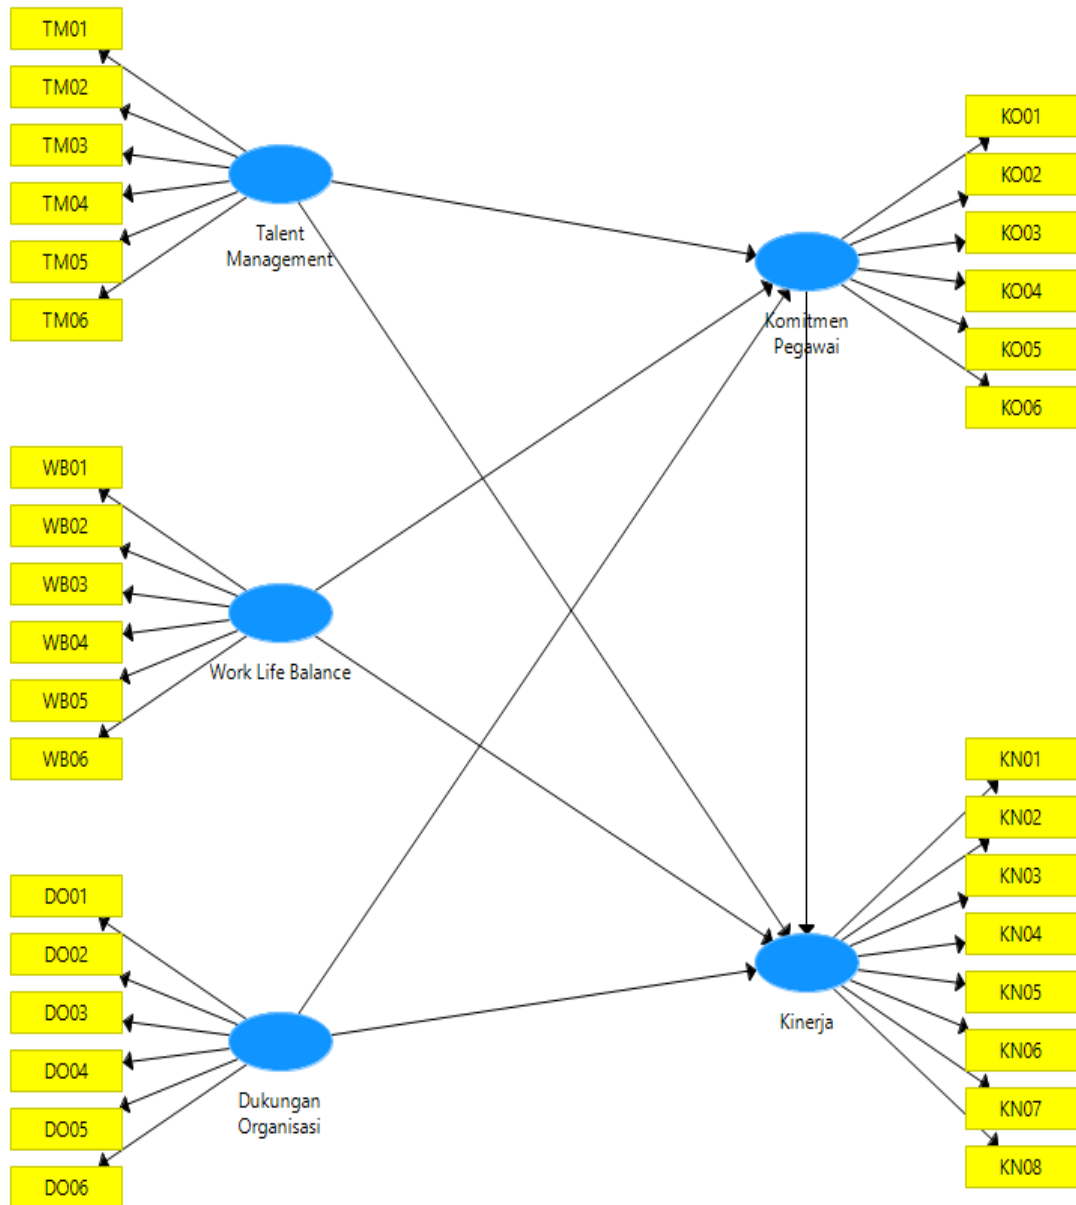 TM01
TM02
TM03
TM04
TM05
TM06
Talent
Management
KO01
KO02
KO03
KO04
KO05
KO06
Komitmen
Pegawai
WB01
WB02
WB03
WB04
WB05
WB06
Work Life Balance
DO01
DO02
DO03
DO04
DO05
DO06
Dukungan
Organisasi
KN01
KN02
KN03
KN04
KN05
KN06
KN07
KN08
Kinerja